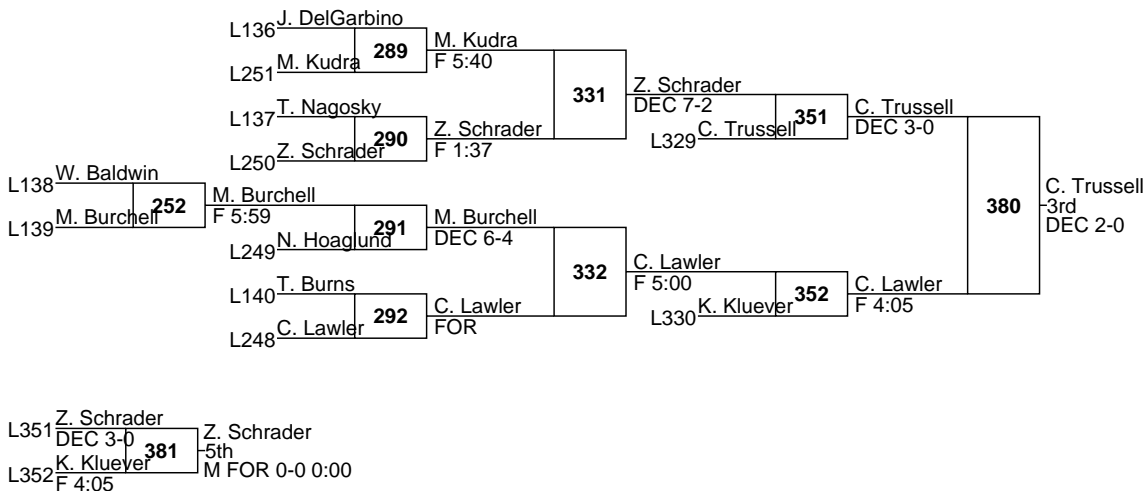 J. DelGarbino
L136
289
M. Kudra
F 5:40
M. Kudra
L251
331
Z. Schrader
DEC 7-2
T. Nagosky
L137
290
Z. Schrader
F 1:37
Z. Schrader
L250
C. Trussell
L329
351
C. Trussell
DEC 3-0
W. Baldwin
L138
252
M. Burchell
F 5:59
M. Burchell
L139
291
M. Burchell
DEC 6-4
N. Hoaglund
L249
332
C. Lawler
F 5:00
T. Burns
L140
292
C. Lawler
FOR
C. Lawler
L248
K. Kluever
L330
352
C. Lawler
F 4:05
380
C. Trussell
3rd
DEC 2-0
Z. Schrader
L351
DEC 3-0
381
Z. Schrader
5th
M FOR 0-0 0:00
K. Kluever
L352
F 4:05